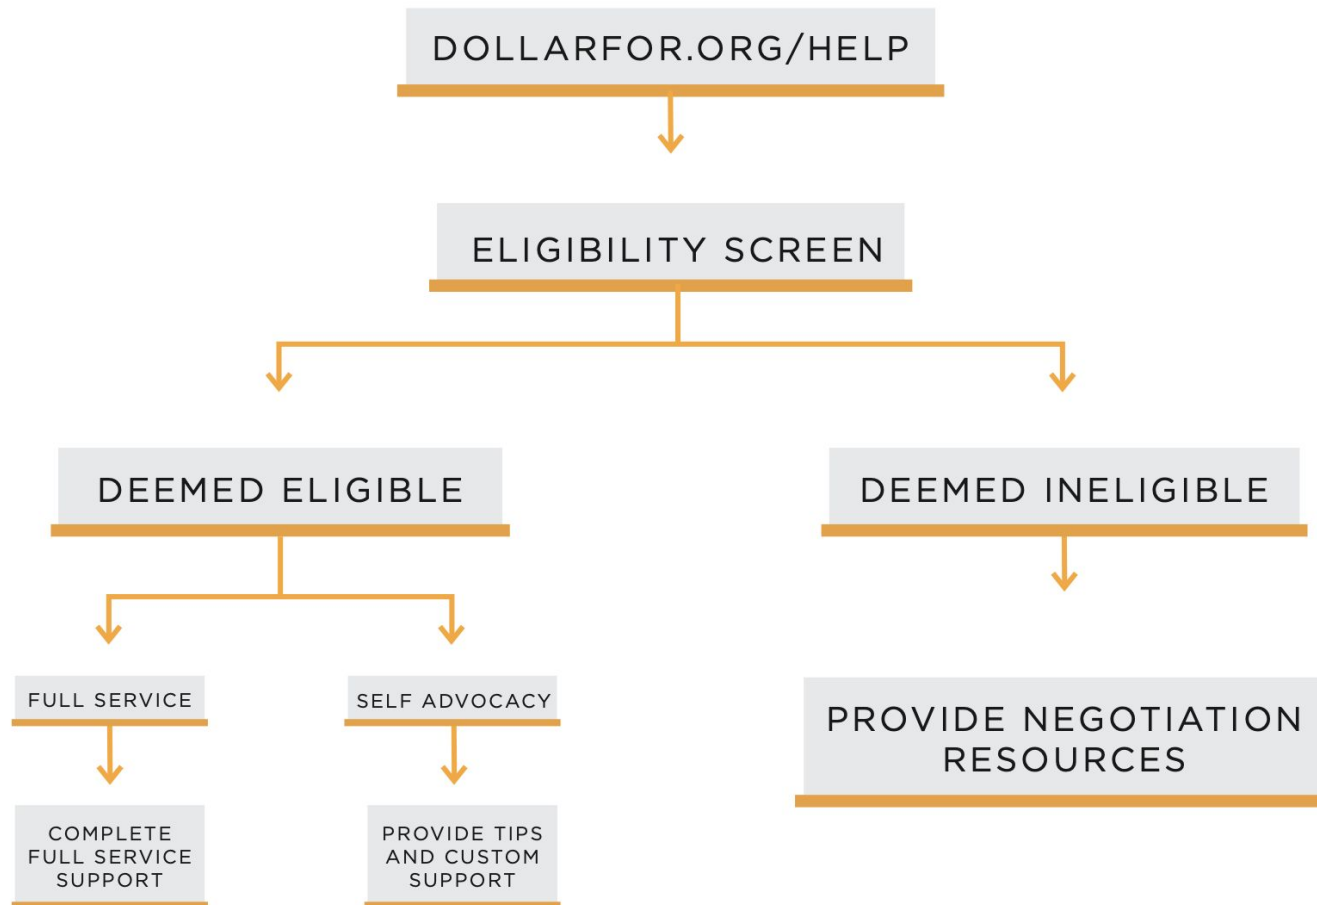 DOLLARFOR.ORG/HELP
ELIGIBILITY SCREEN
DEEMED ELIGIBLE
DEEMED INELIGIBLE
FULL SERVICE
SELF ADVOCACY
PROVIDE NEGOTIATION
RESOURCES
COMPLETE
FULL SERVICE
SUPPORT
PROVIDE TIPS
AND CUSTOM
SUPPORT